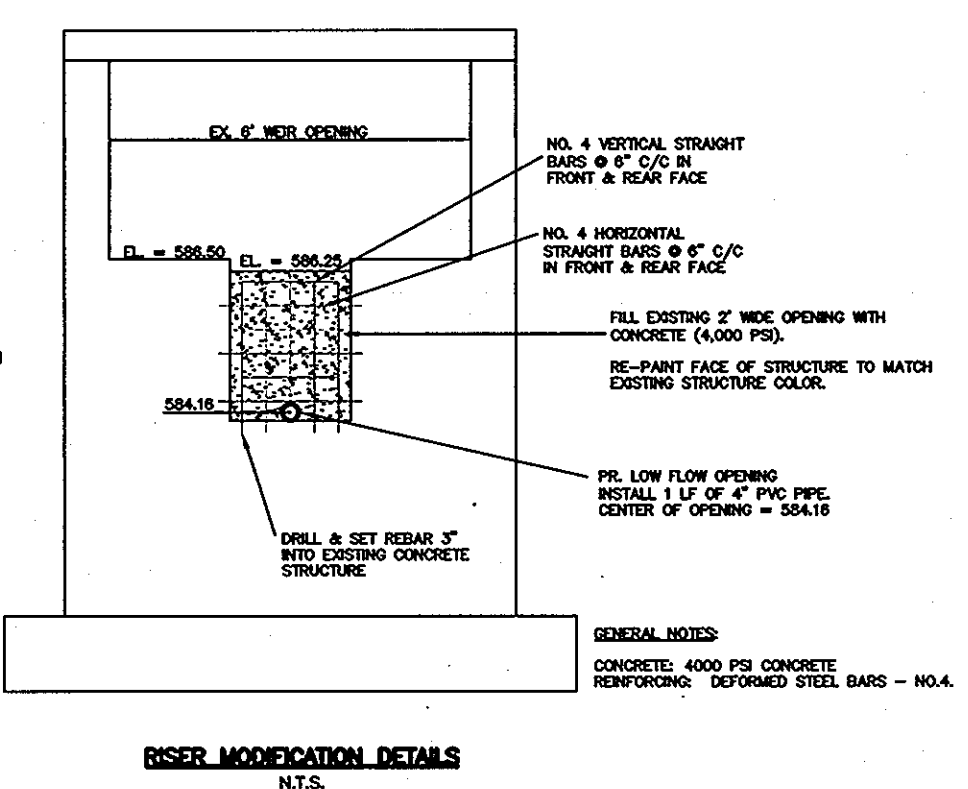 EX. 6' WEIR OPENING
NO. 4 VERTICAL STRAIGHT
BARS @ 6" C/C IN
FRONT & REAR FACE
NO. 4 HORIZONTAL
STRAIGHT BARS @ 6" C/C
IN FRONT & REAR FACE
EL. = 586.50
EL. = 586.25
FILL EXISTING 2' WIDE OPENING WITH
CONCRETE (4,000 PSI).
RE-PAINT FACE OF STRUCTURE TO MATCH
EXISTING STRUCTURE COLOR.
584.16
PR. LOW FLOW OPENING
INSTALL 1 LF OF 4" PVC PIPE.
CENTER OF OPENING = 584.16
DRILL & SET REBAR 3"
INTO EXISTING CONCRETE
STRUCTURE
GENERAL NOTES:
CONCRETE: 4000 PSI CONCRETE
REINFORCING: DEFORMED STEEL BARS - NO.4.
RISER MODIFICATION DETAILS
N.T.S.